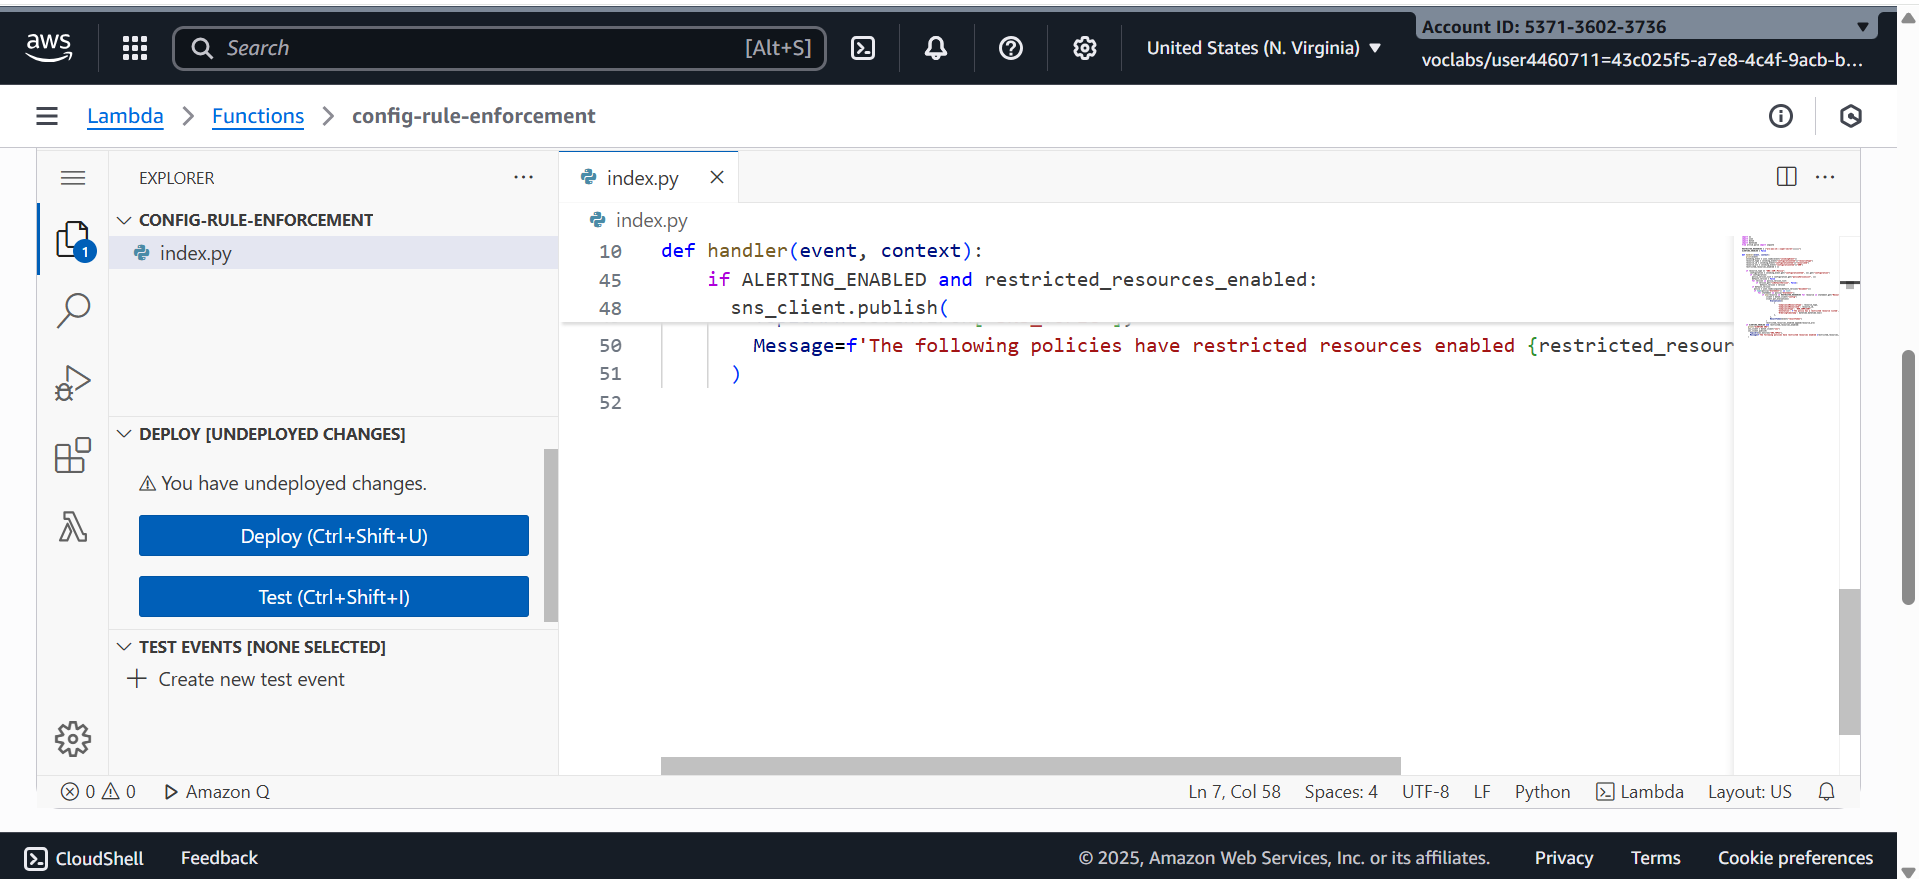 aws
Search [Alt+S]
United States (N. Virginia)
Account ID: 5371-3602-3736
voclabs/user4460711=43c025f5-a7e8-4c4f-9acb-b...
Lambda > Functions > config-rule-enforcement
EXPLORER ...
CONFIG-RULE-ENFORCEMENT
index.py
1
DEPLOY [UNDEPLOYED CHANGES]
You have undeployed changes.
Deploy (Ctrl+Shift+U)
Test (Ctrl+Shift+I)
TEST EVENTS [NONE SELECTED]
+ Create new test event
index.py
index.py
10 def handler(event, context):
45 if ALERTING_ENABLED and restricted_resources_enabled:
48 sns_client.publish(
50 Message=f'The following policies have restricted resources enabled {restricted_resour
51 )
52
0 0 Amazon Q
Ln 7, Col 58 Spaces: 4 UTF-8 LF Python Lambda Layout: US
CloudShell Feedback
© 2025, Amazon Web Services, Inc. or its affiliates. Privacy Terms Cookie preferences